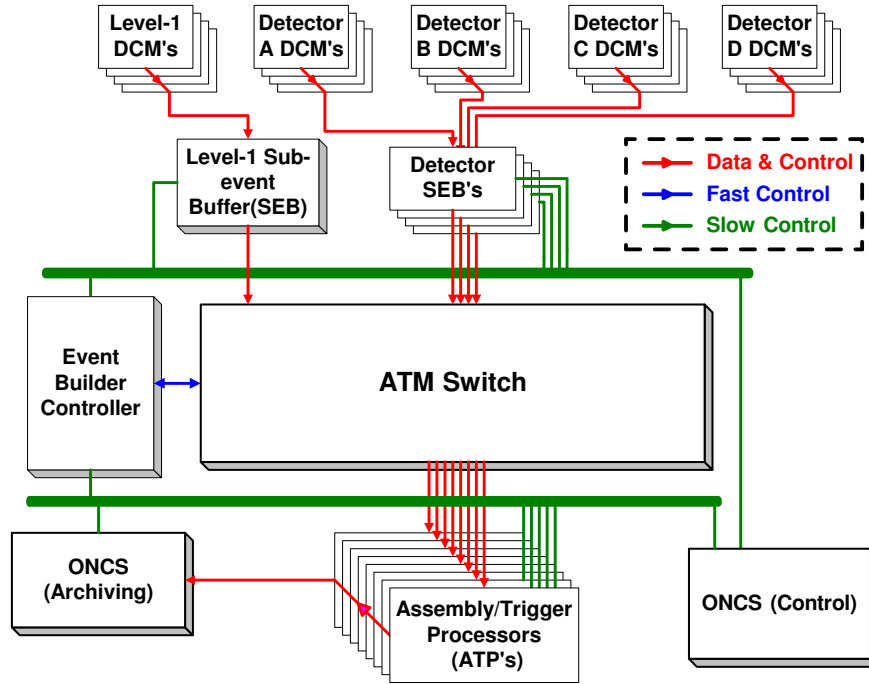 Level-1
DCM's
Detector
A DCM's
Detector
B DCM's
Detector
C DCM's
Detector
D DCM's
Level-1 Sub-
event
Buffer(SEB)
Detector
SEB's
Data & Control
Fast Control
Slow Control
Event
Builder
Controller
ATM Switch
ONCS
(Archiving)
Assembly/Trigger
Processors
(ATP's)
ONCS (Control)